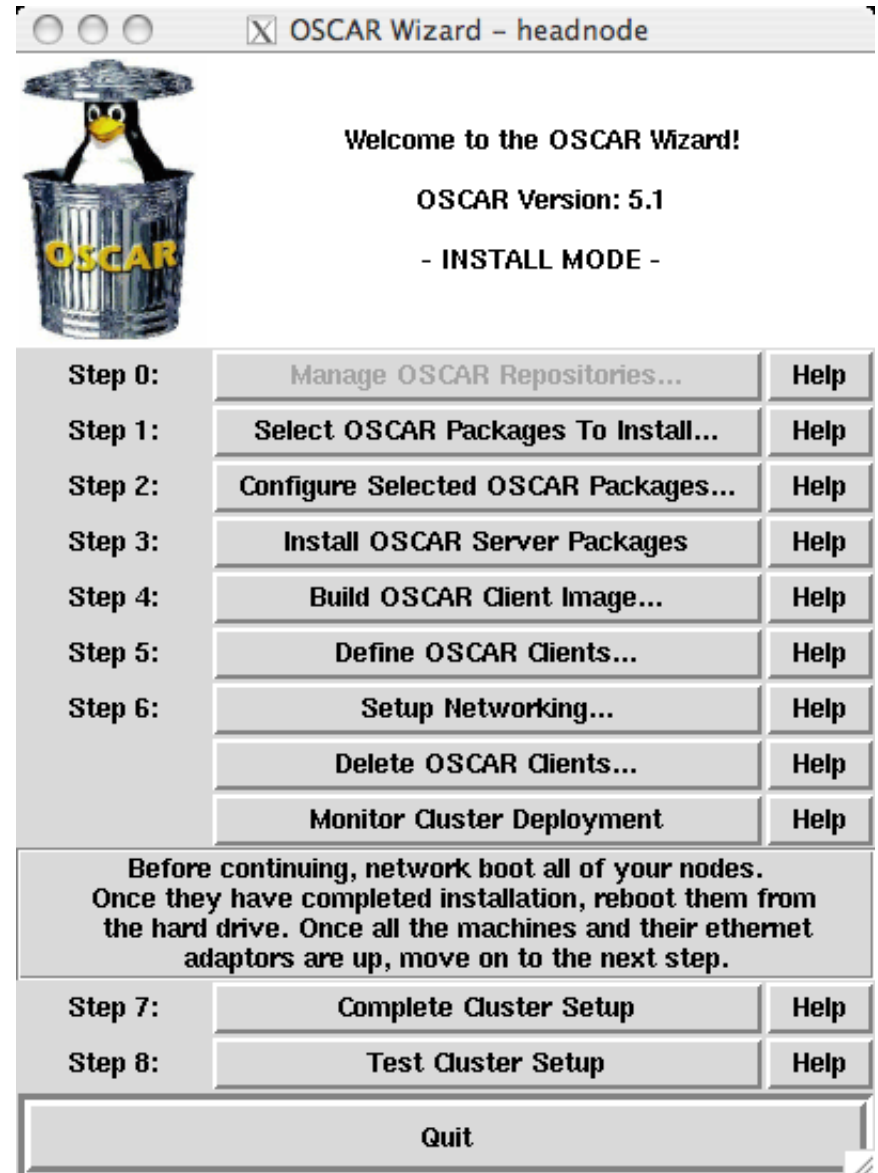 X OSCAR Wizard – headnode
Welcome to the OSCAR Wizard!
OSCAR Version: 5.1
- INSTALL MODE -
OSCAR
Step 0: Manage OSCAR Repositories... Help
Step 1: Select OSCAR Packages To Install... Help
Step 2: Configure Selected OSCAR Packages... Help
Step 3: Install OSCAR Server Packages Help
Step 4: Build OSCAR Client Image... Help
Step 5: Define OSCAR Clients... Help
Step 6: Setup Networking... Help
Delete OSCAR Clients... Help
Monitor Cluster Deployment Help
Before continuing, network boot all of your nodes.
Once they have completed installation, reboot them from
the hard drive. Once all the machines and their ethernet
adaptors are up, move on to the next step.
Step 7: Complete Cluster Setup Help
Step 8: Test Cluster Setup Help
Quit